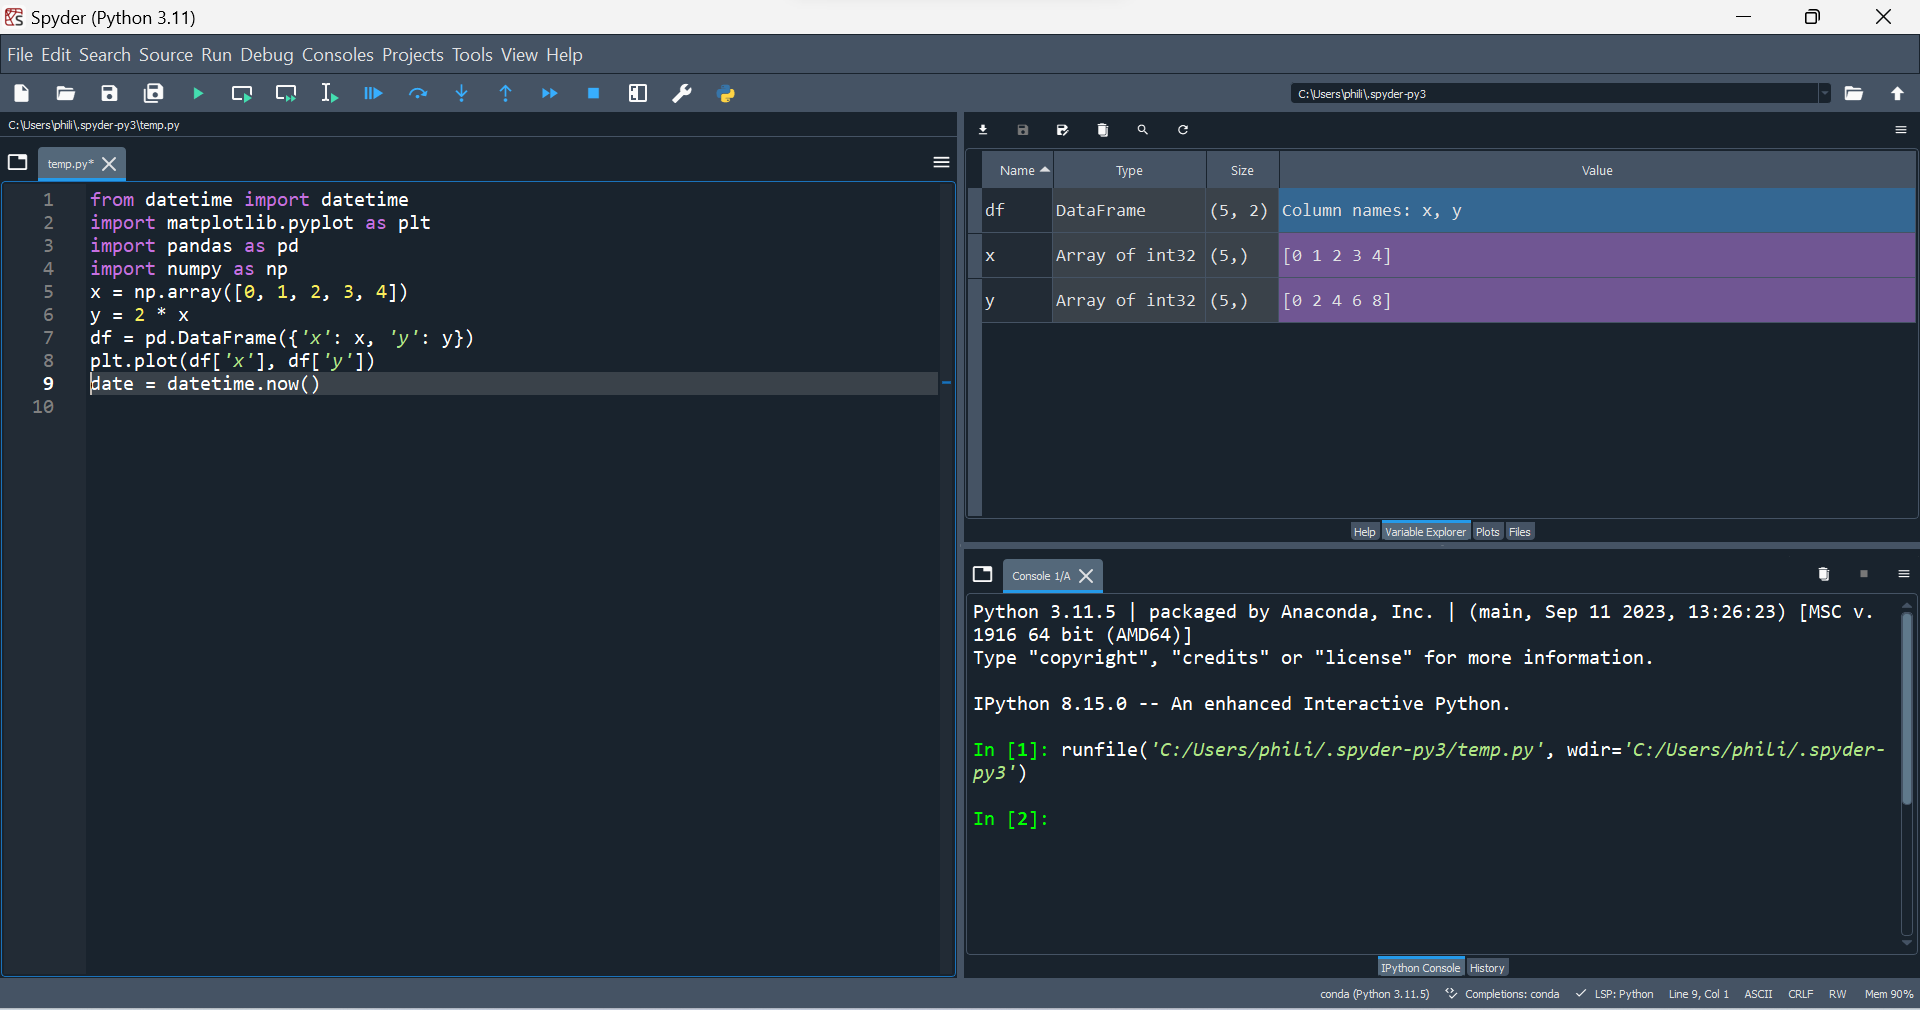 Spyder (Python 3.11)
File Edit Search Source Run Debug Consoles Projects Tools View Help
C:\Users\phili\.spyder-py3
C:\Users\phili\.spyder-py3\temp.py
temp.py*
1 from datetime import datetime
2 import matplotlib.pyplot as plt
3 import pandas as pd
4 import numpy as np
5 x = np.array([0, 1, 2, 3, 4])
6 y = 2 * x
7 df = pd.DataFrame({'x': x, 'y': y})
8 plt.plot(df['x'], df['y'])
9 date = datetime.now()
10
Name Type Size Value
df DataFrame (5, 2) Column names: x, y
x Array of int32 (5,) [0 1 2 3 4]
y Array of int32 (5,) [0 2 4 6 8]
Help Variable Explorer Plots Files
Console 1/A
Python 3.11.5 | packaged by Anaconda, Inc. | (main, Sep 11 2023, 13:26:23) [MSC v.
1916 64 bit (AMD64)]
Type "copyright", "credits" or "license" for more information.
IPython 8.15.0 -- An enhanced Interactive Python.
In [1]: runfile('C:/Users/phili/.spyder-py3/temp.py', wdir='C:/Users/phili/.spyder-
py3')
In [2]:
IPython Console History
conda (Python 3.11.5) Completions: conda LSP: Python Line 9, Col 1 ASCII CRLF RW Mem 90%